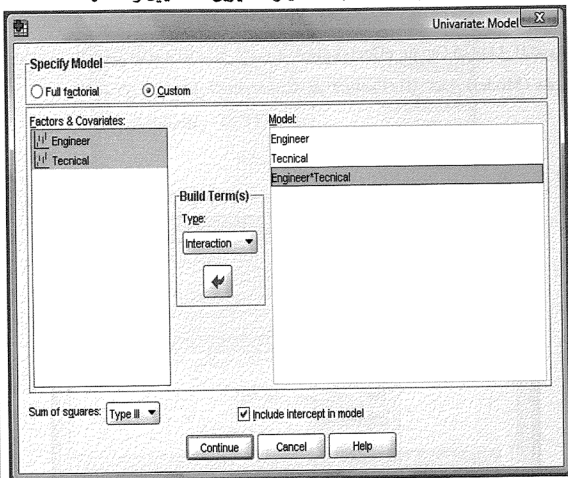 Univariate: Model
Specify Model
Full factorial
Custom
Factors & Covariates:
Engineer
Tecnical
Build Term(s)
Type:
Interaction
Model:
Engineer
Tecnical
Engineer*Tecnical
Sum of squares: Type III
Include intercept in model
Continue Cancel Help